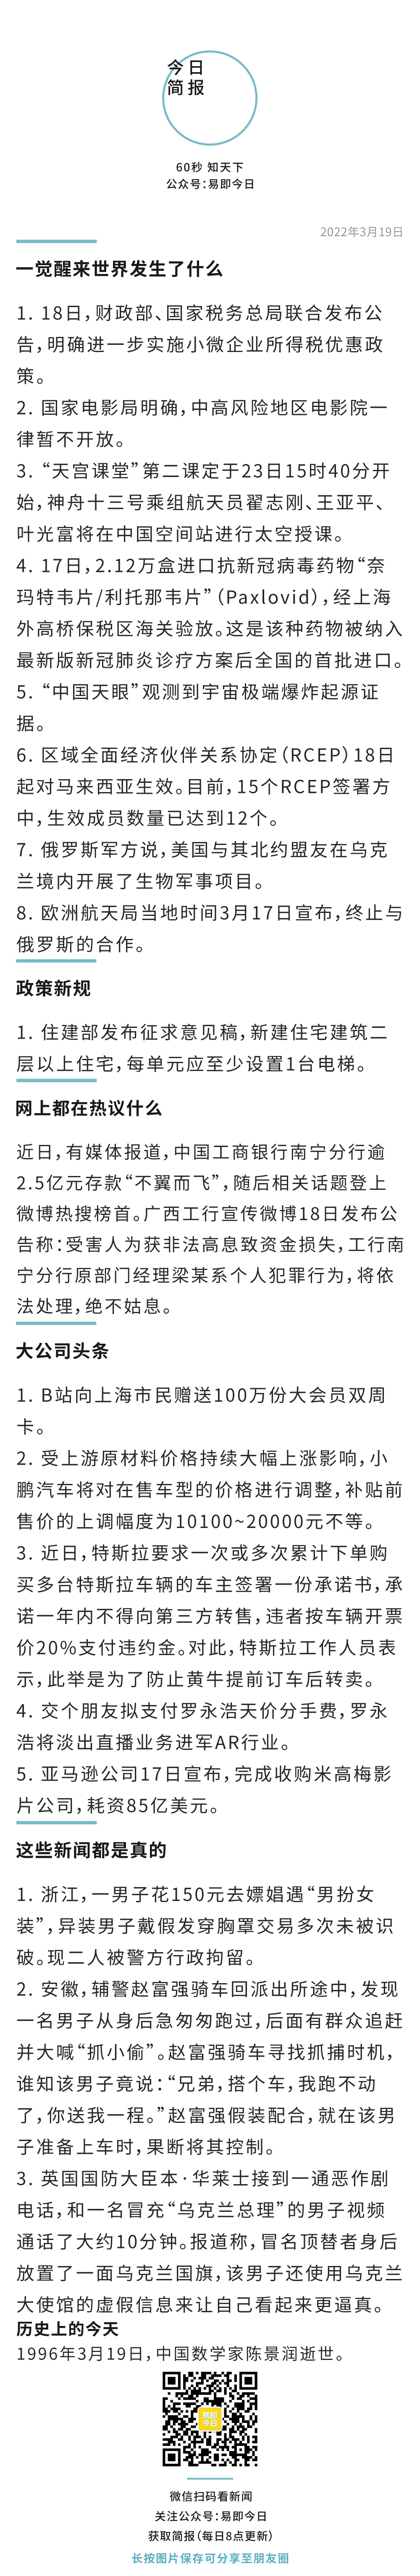 今日
简报
60秒 知天下
公众号：易即今日
2022年3月19日
一觉醒来世界发生了什么
1. 18日，财政部、国家税务总局联合发布公
告，明确进一步实施小微企业所得税优惠政
策。
2. 国家电影局明确，中高风险地区电影院一
律暂不开放。
3. “天宫课堂”第二课定于23日15时40分开
始，神舟十三号乘组航天员翟志刚、王亚平、
叶光富将在中国空间站进行太空授课。
4. 17日，2.12万盒进口抗新冠病毒药物“奈
玛特韦片/利托那韦片”（Paxlovid），经上海
外高桥保税区海关验放。这是该种药物被纳入
最新版新冠肺炎诊疗方案后全国的首批进口。
5. “中国天眼”观测到宇宙极端爆炸起源证
据。
6. 区域全面经济伙伴关系协定（RCEP）18日
起对马来西亚生效。目前，15个RCEP签署方
中，生效成员数量已达到12个。
7. 俄罗斯军方说，美国与其北约盟友在乌克
兰境内开展了生物军事项目。
8. 欧洲航天局当地时间3月17日宣布，终止与
俄罗斯的合作。
政策新规
1. 住建部发布征求意见稿，新建住宅建筑二
层以上住宅，每单元应至少设置1台电梯。
网上都在热议什么
近日，有媒体报道，中国工商银行南宁分行逾
2.5亿元存款“不翼而飞”，随后相关话题登上
微博热搜榜首。广西工行宣传微博18日发布公
告称：受害人为获非法高息致资金损失，工行南
宁分行原部门经理梁某系个人犯罪行为，将依
法处理，绝不姑息。
大公司头条
1. B站向上海市民赠送100万份大会员双周
卡。
2. 受上游原材料价格持续大幅上涨影响，小
鹏汽车将对在售车型的价格进行调整，补贴前
售价的上调幅度为10100~20000元不等。
3. 近日，特斯拉要求一次或多次累计下单购
买多台特斯拉车辆的车主签署一份承诺书，承
诺一年内不得向第三方转售，违者按车辆开票
价20%支付违约金。对此，特斯拉工作人员表
示，此举是为了防止黄牛提前订车后转卖。
4. 交个朋友拟支付罗永浩天价分手费，罗永
浩将淡出直播业务进军AR行业。
5. 亚马逊公司17日宣布，完成收购米高梅影
片公司，耗资85亿美元。
这些新闻都是真的
1. 浙江，一男子花150元去嫖娼遇“男扮女
装”，异装男子戴假发穿胸罩交易多次未被识
破。现二人被警方行政拘留。
2. 安徽，辅警赵富强骑车回派出所途中，发现
一名男子从身后急匆匆跑过，后面有群众追赶
并大喊“抓小偷”。赵富强骑车寻找抓捕时机，
谁知该男子竟说：“兄弟，搭个车，我跑不动
了，你送我一程。”赵富强假装配合，就在该男
子准备上车时，果断将其控制。
3. 英国国防大臣本·华莱士接到一通恶作剧
电话，和一名冒充“乌克兰总理”的男子视频
通话了大约10分钟。报道称，冒名顶替者身后
放置了一面乌克兰国旗，该男子还使用乌克兰
大使馆的虚假信息来让自己看起来更逼真。
历史上的今天
1996年3月19日，中国数学家陈景润逝世。
易即
今日
微信扫码看新闻
关注公众号：易即今日
获取简报（每日8点更新）
长按图片保存可分享至朋友圈